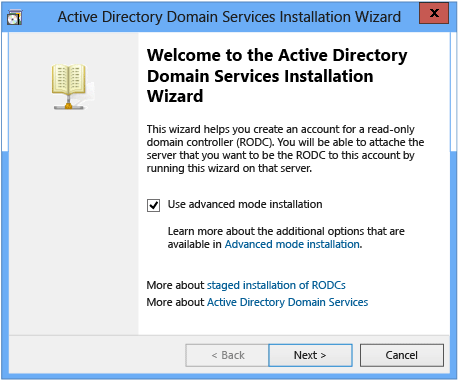 Active Directory Domain Services Installation Wizard
x
Welcome to the Active Directory
Domain Services Installation
Wizard
This wizard helps you create an account for a read-only
domain controller (RODC). You will be able to attache the
server that you want to be the RODC to this account by
running this wizard on that server.
Use advanced mode installation
Learn more about the additional options that are
available in Advanced mode installation.
More about staged installation of RODCs
More about Active Directory Domain Services
< Back
Next >
Cancel